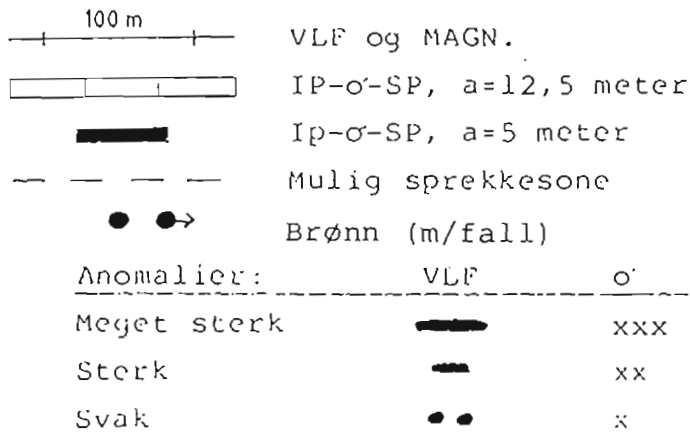 100 m
VLF og MAGN.
IP-σ-SP, a=12,5 meter
Ip-σ-SP, a=5 meter
Mulig sprekkesone
Brønn (m/fall)
Anomalier: VLF σ
Meget sterk xxx
Sterk xx
Svak x